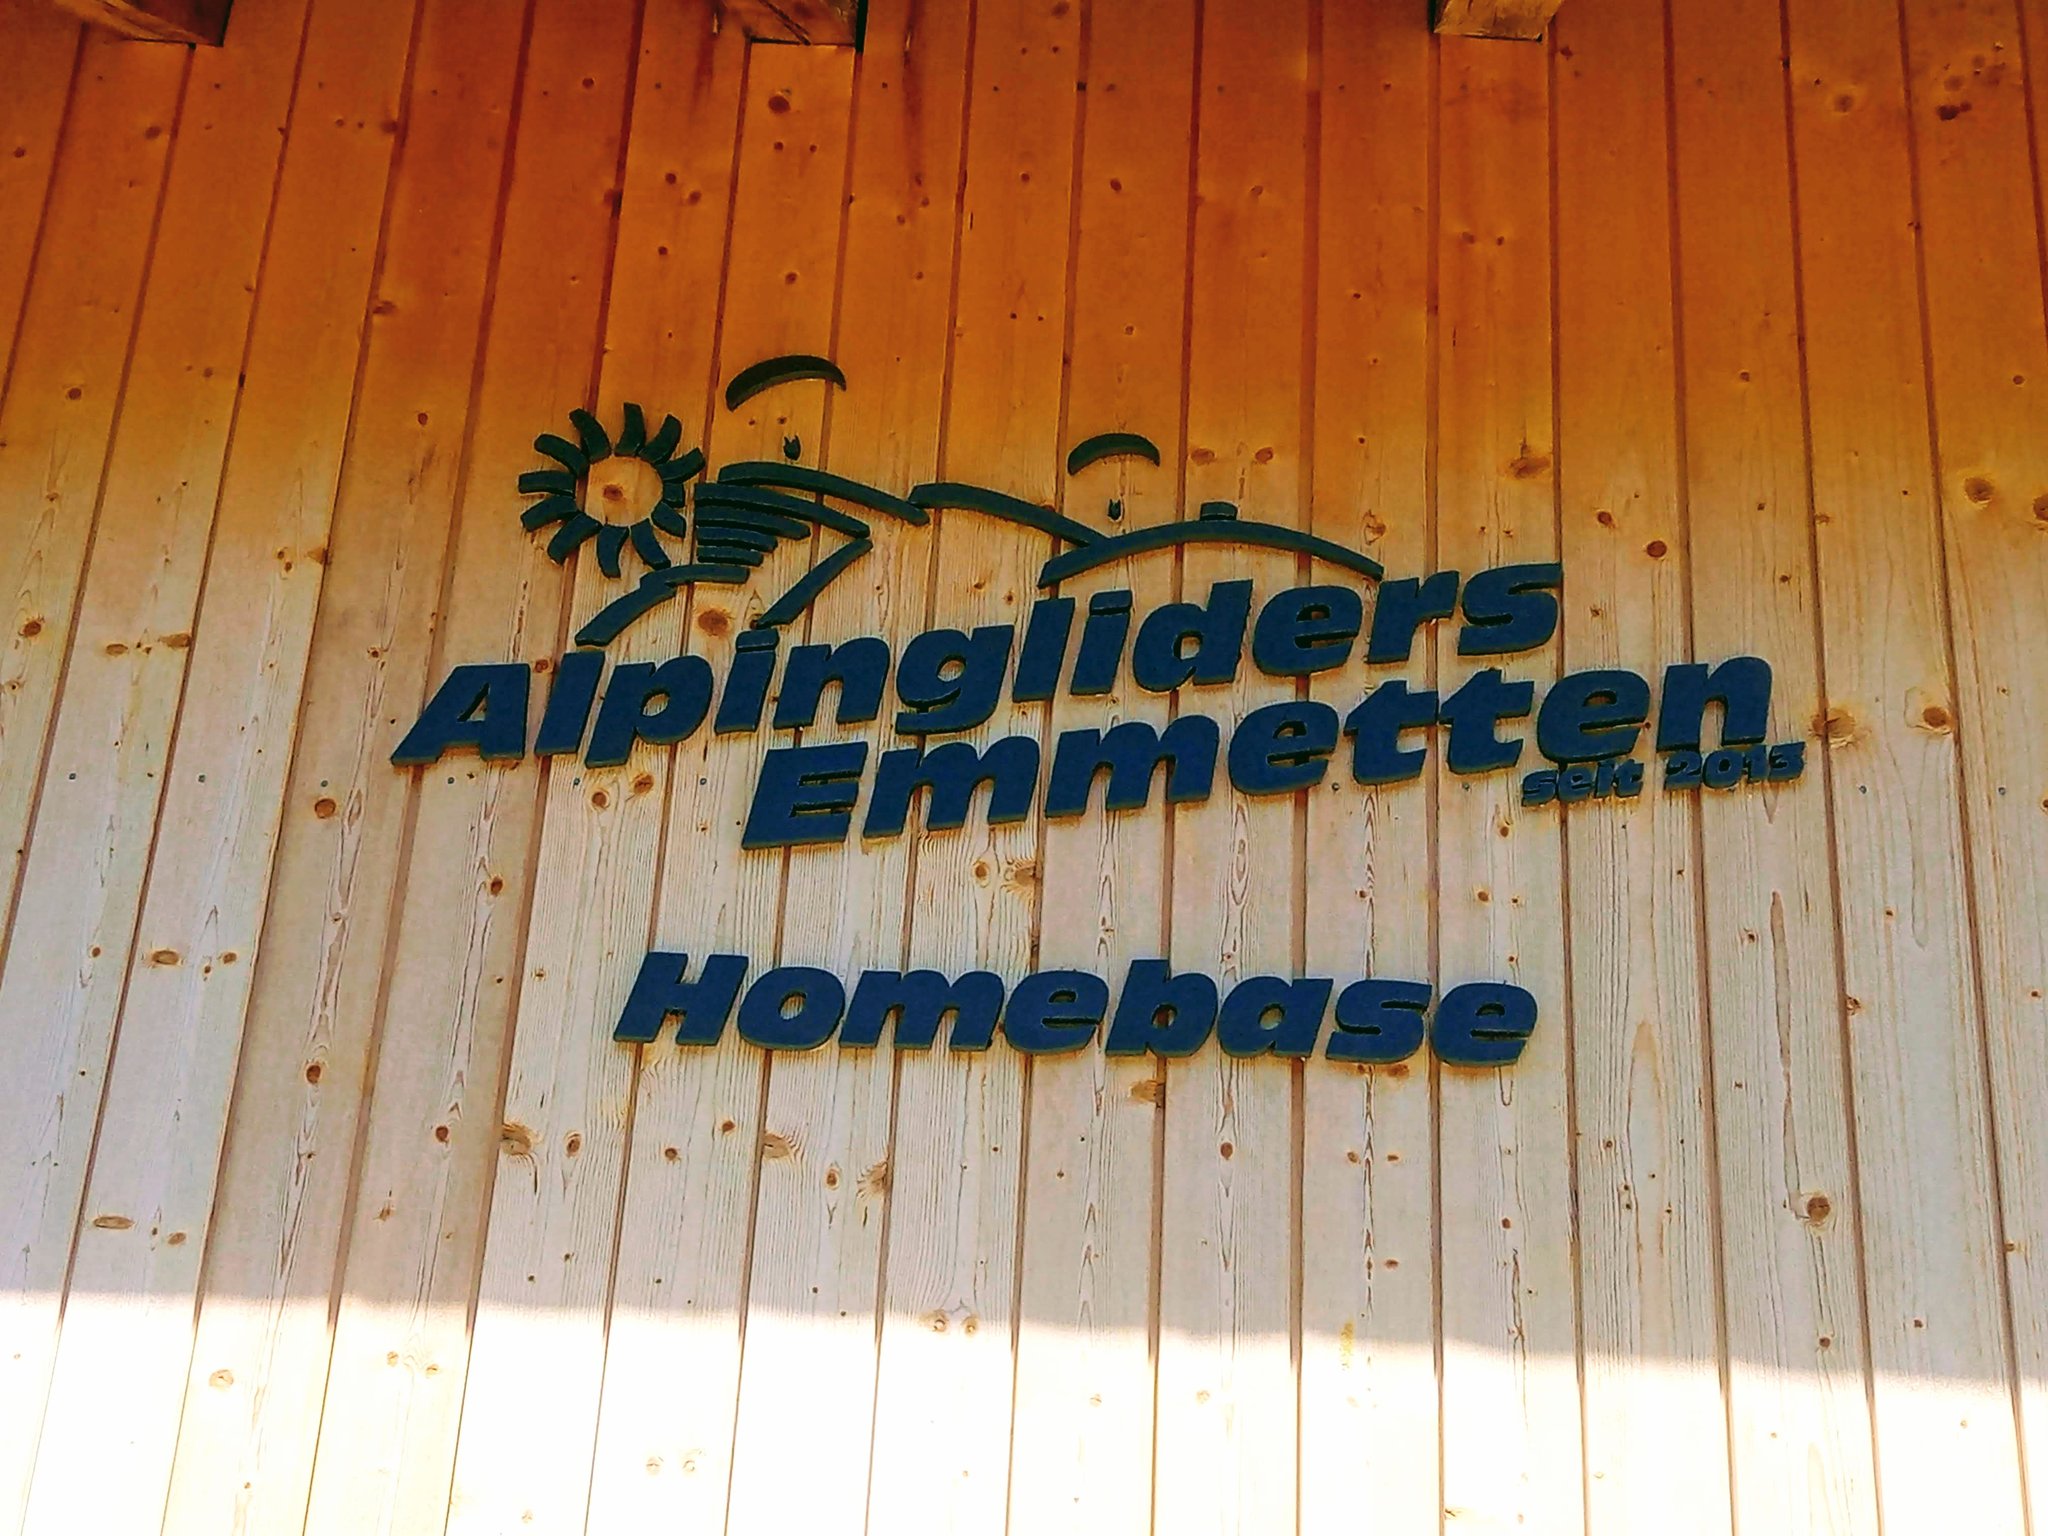 Alpingliders
Emmetten
seit 2013
Homebase